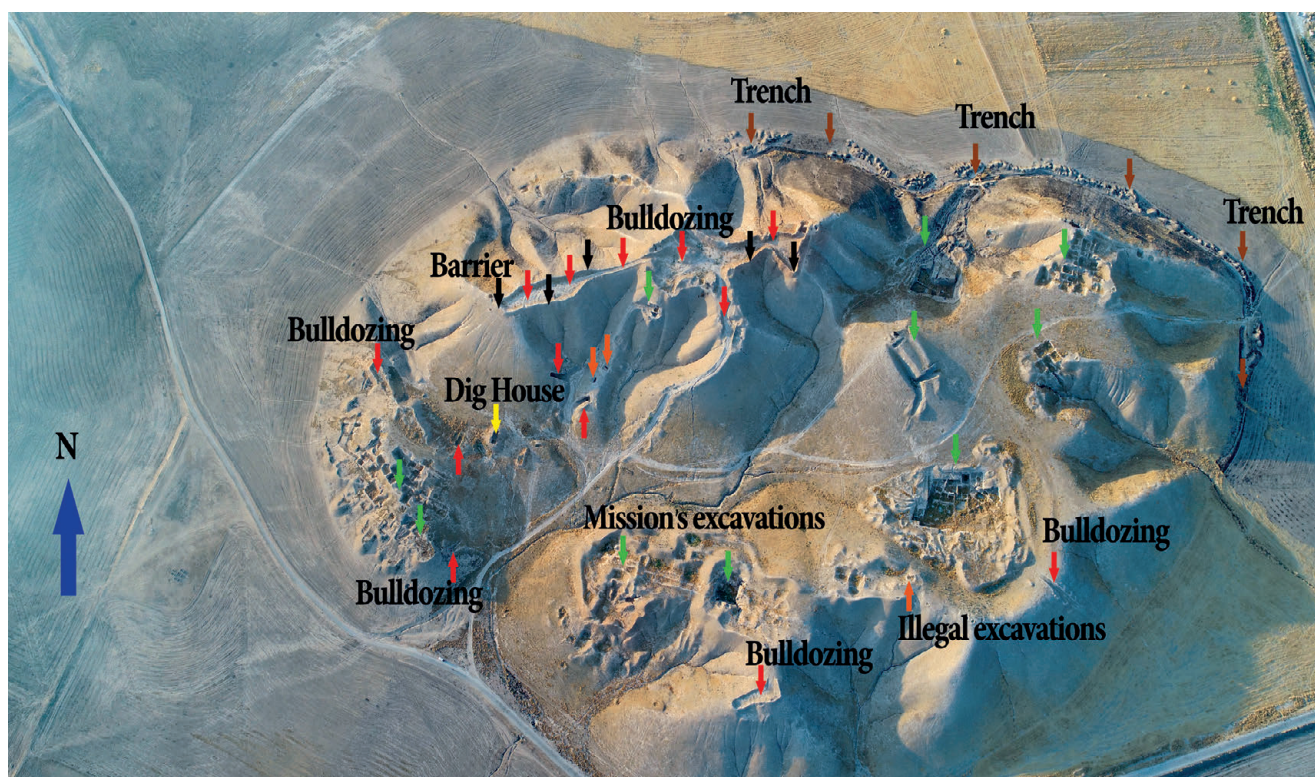 Trench
Trench
Trench
Bulldozing
Barrier
Bulldozing
Dig House
N
Mission's excavations
Bulldozing
Bulldozing
Illegal excavations
Bulldozing